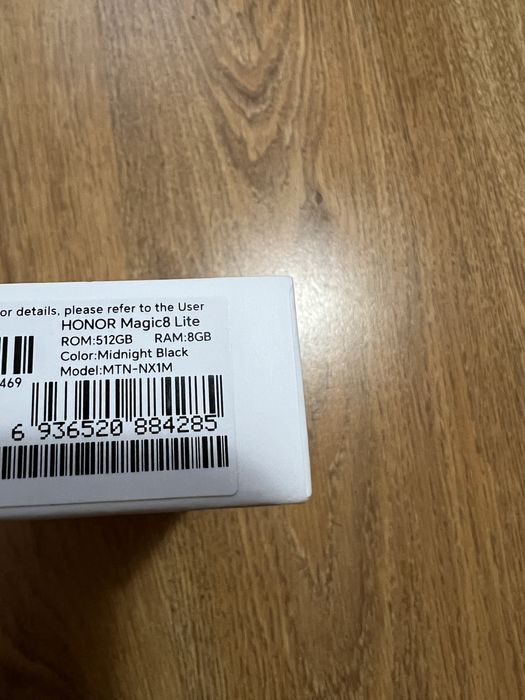 or details, please refer to the User
HONOR Magic8 Lite
ROM:512GB RAM:8GB
Color:Midnight Black
Model:MTN-NX1M
469
6 936520 884285